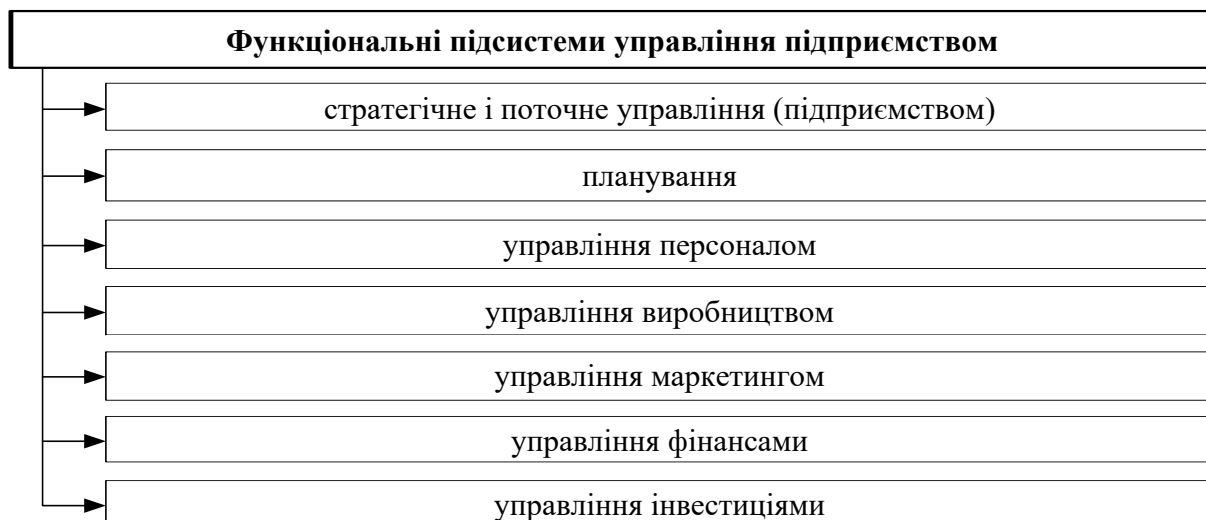 Функціональні підсистеми управління підприємством
стратегічне і поточне управління (підприємством)
планування
управління персоналом
управління виробництвом
управління маркетингом
управління фінансами
управління інвестиціями